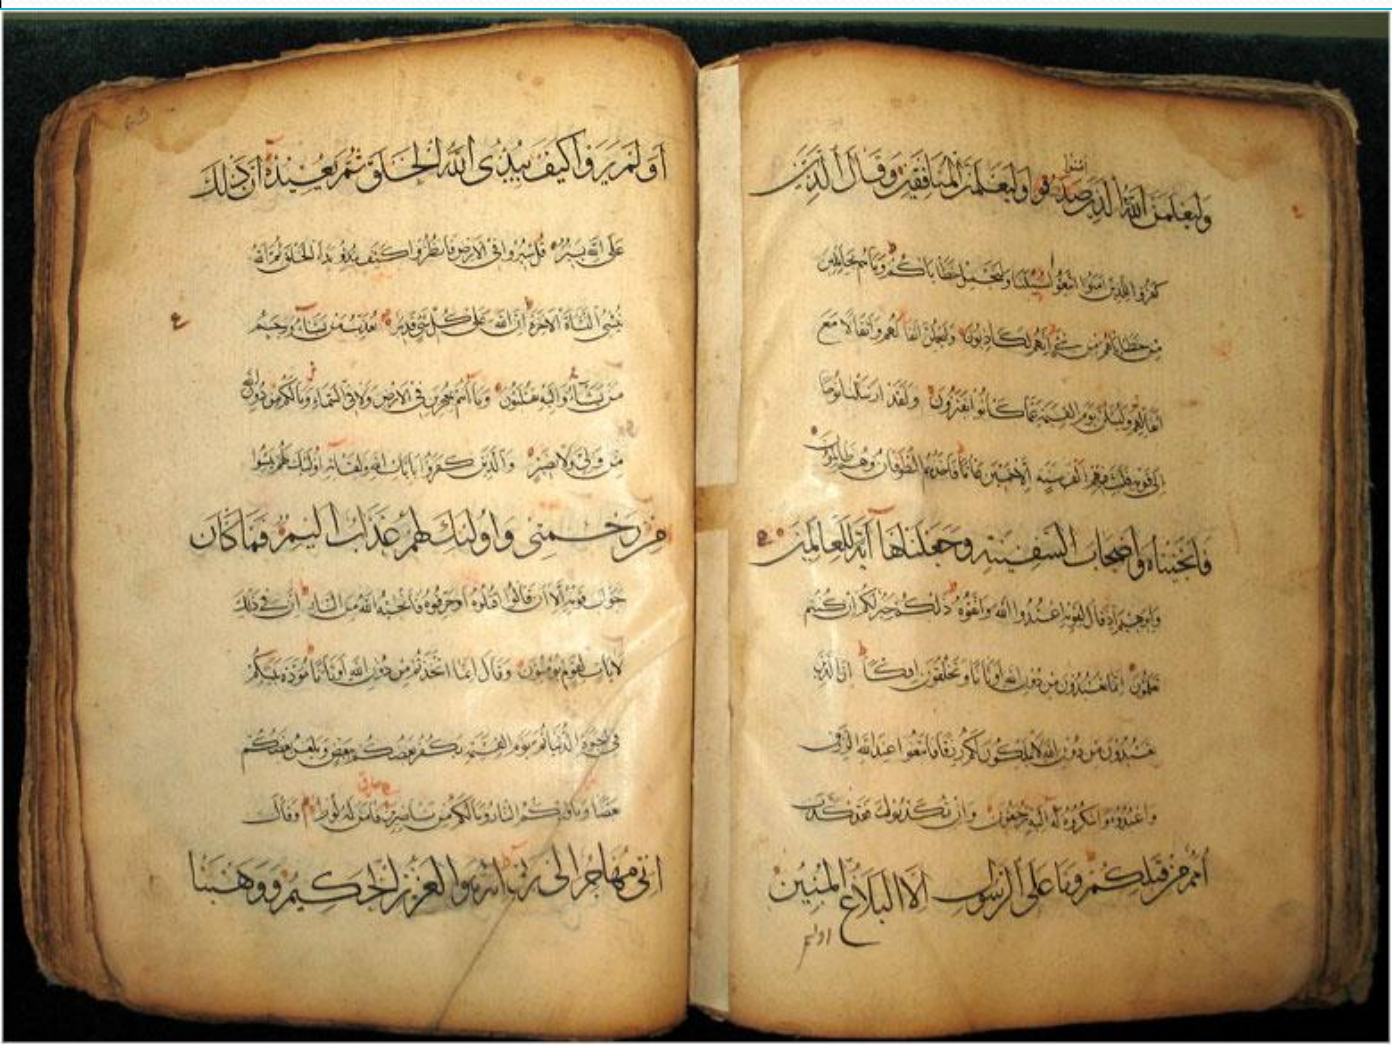 امنوا
وليعلمن الله الذين صدقوا وليعلمن المنافقين وقال الذين
كفروا للذين امنوا اتبعوا سبيلنا ولنحمل خطاياكم وما هم بحاملين
من خطاياهم من شيء انهم لكاذبون وليحملن اثقالهم واثقالا مع
اثقالهم وليسئلن يوم القيمة عما كانوا يفترون ولقد ارسلنا نوحا
الى قومه فلبث فيهم الف سنة الا خمسين عاما فاخذهم الطوفان وهم ظالمون
فانجيناه واصحاب السفينة وجعلناها آية للعالمين
وابرهيم اذ قال لقومه اعبدوا الله واتقوه ذلكم خير لكم ان كنتم
تعلمون انما تعبدون من دون الله اوثانا وتخلقون افكا ان الذين
تعبدون من دون الله لا يملكون لكم رزقا فابتغوا عند الله الرزق
واعبدوه واشكروا له اليه ترجعون وان تكذبوا فقد كذب
امم من قبلكم وما على الرسول الا البلاغ المبين
اولم
اولم يروا كيف يبدئ الله الخلق ثم يعيده ان ذلك
على الله يسير قل سيروا في الارض فانظروا كيف بدأ الخلق ثم الله
ينشئ النشأة الآخرة ان الله على كل شيء قدير يعذب من يشاء ويرحم
من يشاء واليه تقلبون وما انتم بمعجزين في الارض ولا في السماء وما لكم من دون الله
من ولي ولا نصير والذين كفروا بآيات الله ولقائه اولئك يئسوا
من رحمتي واولئك لهم عذاب اليم فما كان
جواب قومه الا ان قالوا اقتلوه او حرقوه فانجيه الله من النار ان في ذلك
لآيات لقوم يؤمنون وقال انما اتخذتم من دون الله اوثانا مودة بينكم
في الحيوة الدنيا ثم يوم القيمة يكفر بعضكم ببعض ويلعن بعضكم
بعضا ومأويكم النار وما لكم من ناصرين فآمن له لوط وقال
اني مهاجر الى ربي انه هو العزيز الحكيم ووهبنا